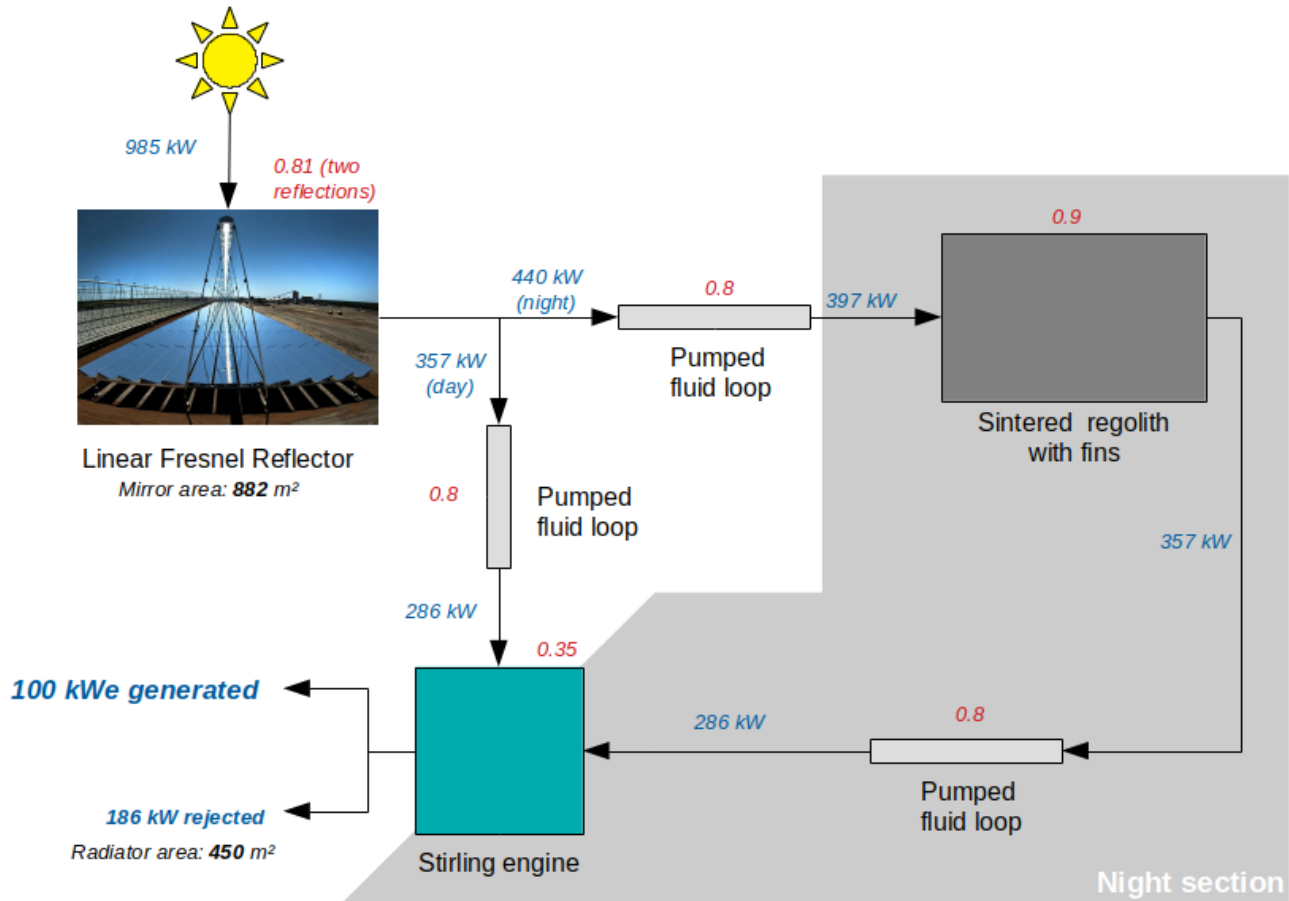 985 kW
0.81 (two
reflections)
Linear Fresnel Reflector
Mirror area: 882 m²
440 kW
(night)
0.8
Pumped
fluid loop
397 kW
0.9
Sintered regolith
with fins
357 kW
(day)
0.8
Pumped
fluid loop
286 kW
357 kW
0.35
Stirling engine
286 kW
0.8
Pumped
fluid loop
100 kWe generated
186 kW rejected
Radiator area: 450 m²
Night section